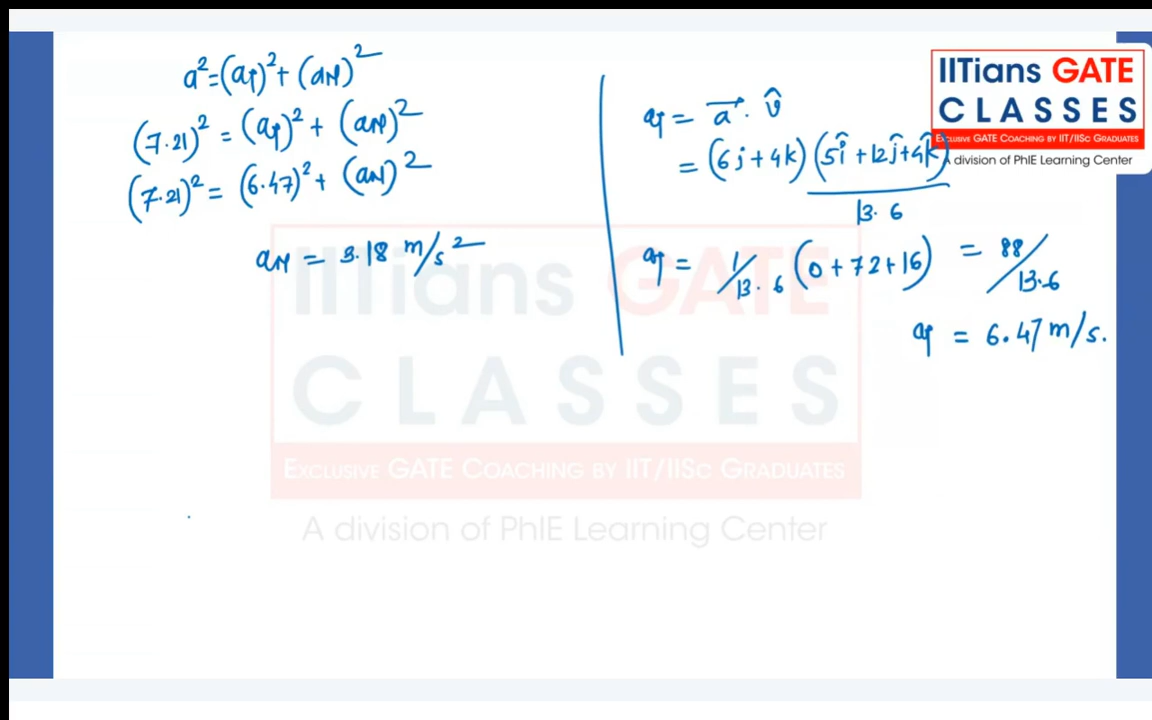 a² = (aT)² + (aN)²
(7.21)² = (aT)² + (aN)²
(7.21)² = (6.47)² + (aN)²
aN = 3.18 m/s²
aT = a⃗ . v̂
= (6j + 4k) (5î + 12ĵ + 4k̂)
13.6
aT = 1/13.6 (0 + 72 + 16) = 88/13.6
aT = 6.47 m/s.
IITians GATE
CLASSES
EXCLUSIVE GATE COACHING BY IIT/IISC GRADUATES
A division of PhIE Learning Center
IITians GATE
CLASSES
EXCLUSIVE GATE COACHING BY IIT/IISC GRADUATES
A division of PhIE Learning Center